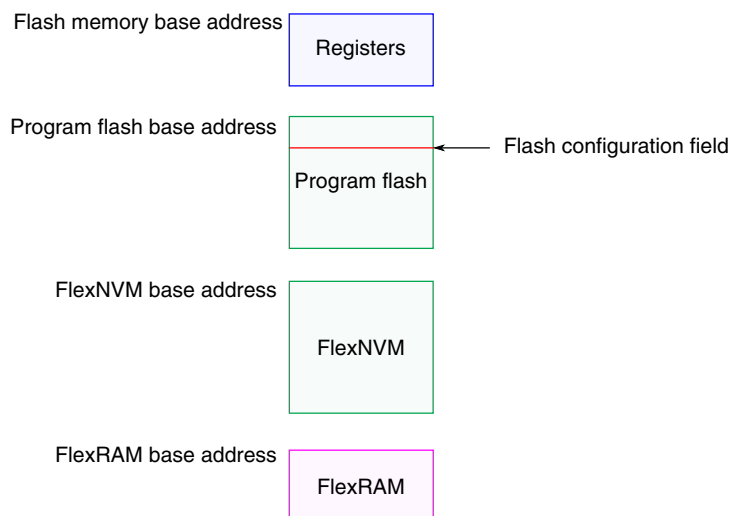 Flash memory base address
Registers
Program flash base address
Flash configuration field
Program flash
FlexNVM base address
FlexNVM
FlexRAM base address
FlexRAM